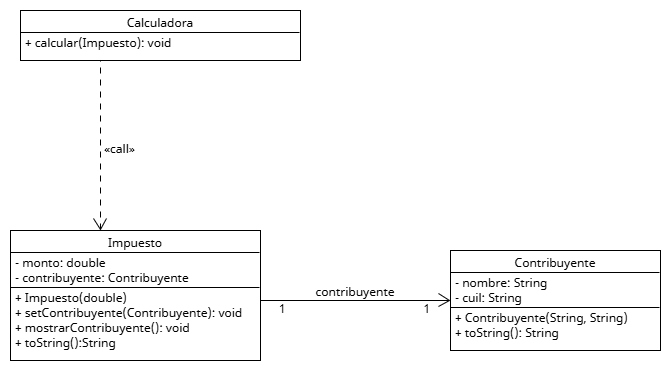 Calculadora
+ calcular(Impuesto): void
«call»
Impuesto
- monto: double
- contribuyente: Contribuyente
+ Impuesto(double)
+ setContribuyente(Contribuyente): void
+ mostrarContribuyente(): void
+ toString():String
contribuyente
1
1
Contribuyente
- nombre: String
- cuil: String
+ Contribuyente(String, String)
+ toString(): String